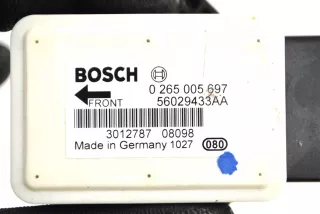 BOSCH
0 265 005 697
FRONT 56029433AA
3012787 08098
Made in Germany 1027 080